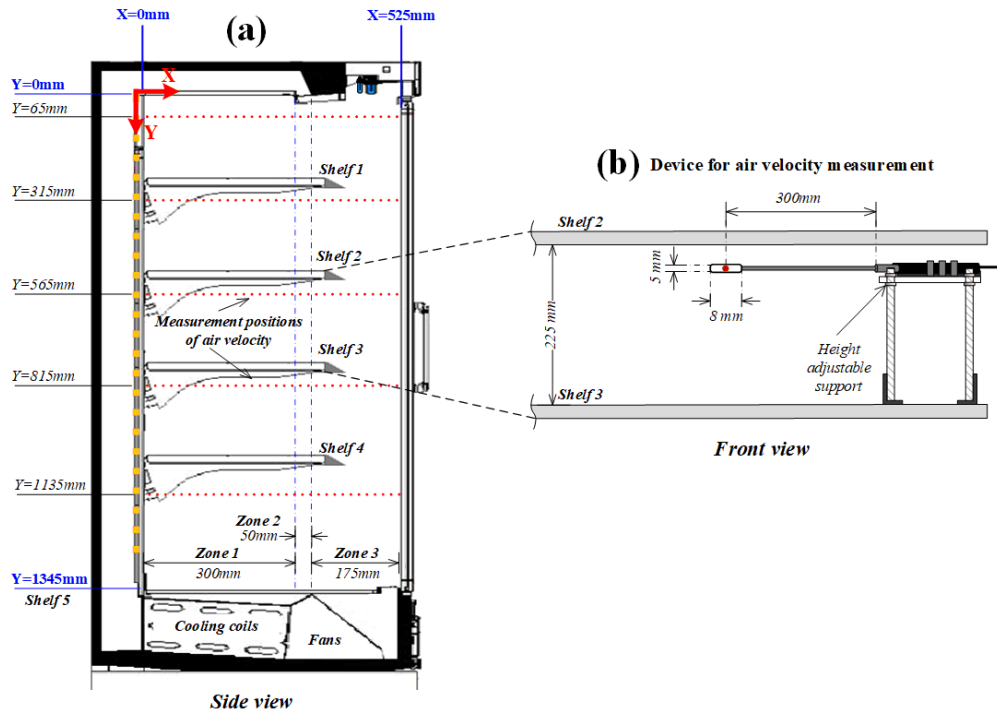 X=0mm
X=525mm
(a)
Y=0mm
X
Y=65mm
Y
Shelf 1
Y=315mm
Shelf 2
Y=565mm
Measurement positions
of air velocity
Shelf 3
Y=815mm
Shelf 4
Y=1135mm
Zone 2
50mm
Zone 1
Zone 3
300mm
175mm
Y=1345mm
Shelf 5
Cooling coils
Fans
Side view
(b) Device for air velocity measurement
300mm
Shelf 2
5 mm
8 mm
225 mm
Height
adjustable
support
Shelf 3
Front view